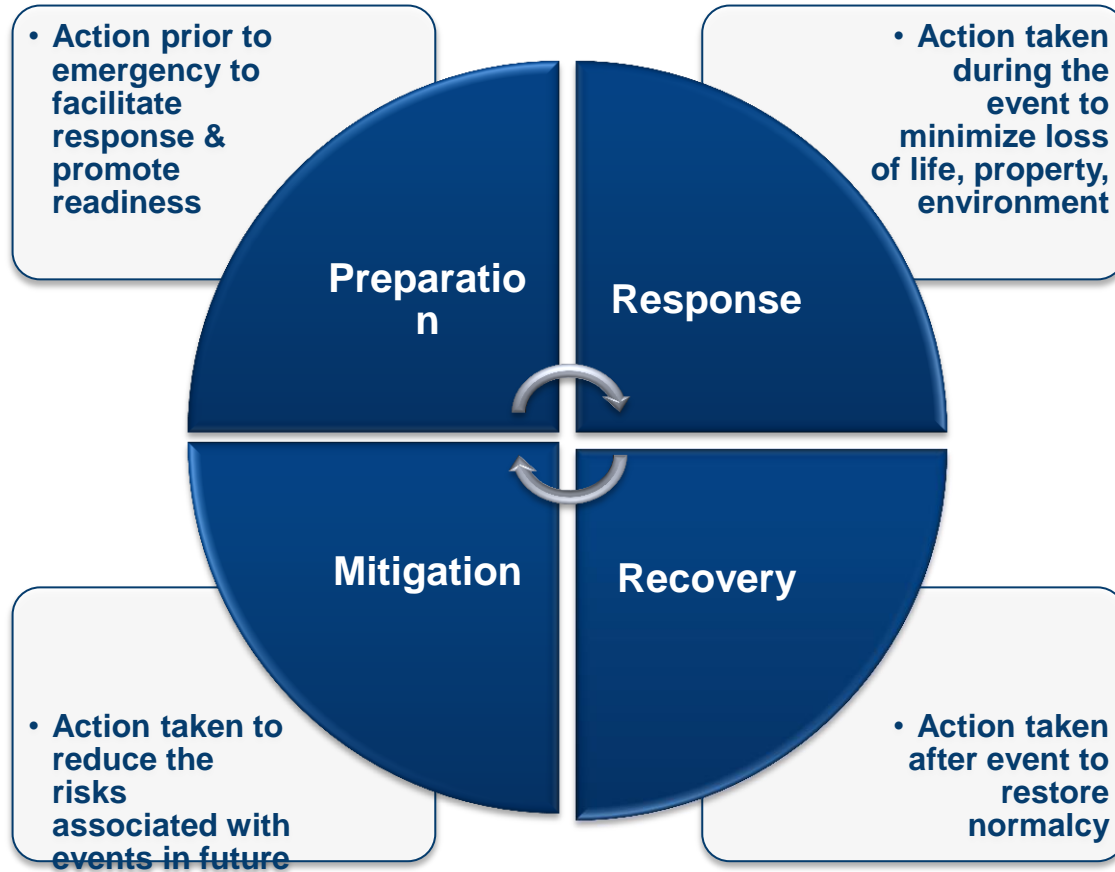 • Action prior to
emergency to
facilitate
response &
promote
readiness
• Action taken
during the
event to
minimize loss
of life, property,
environment
Preparatio
n
Response
Mitigation
Recovery
• Action taken to
reduce the
risks
associated with
events in future
• Action taken
after event to
restore
normalcy